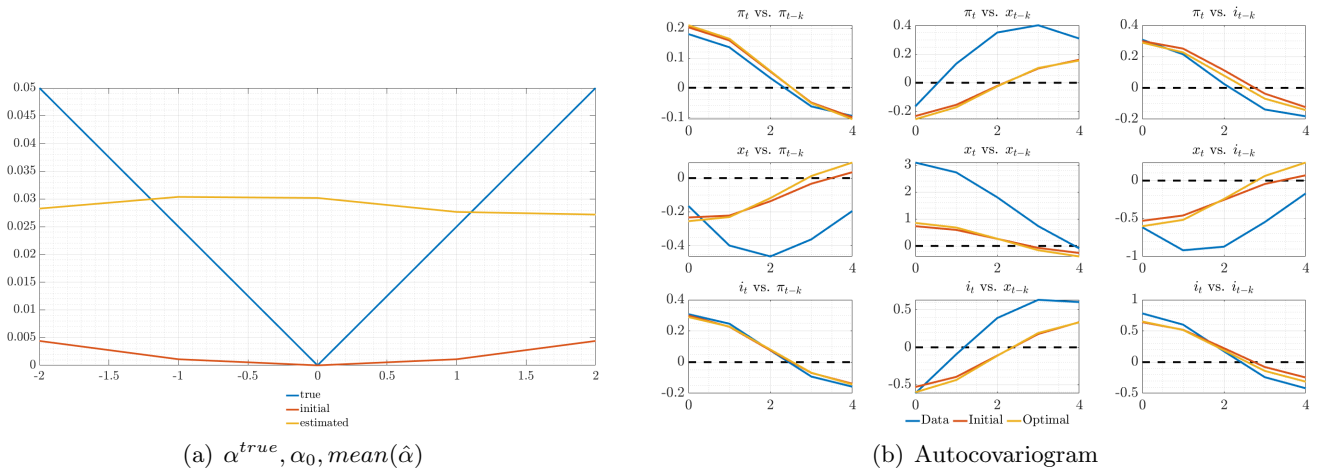 0.05
0.045
0.04
0.035
0.03
0.025
0.02
0.015
0.01
0.005
0
-2 -1.5 -1 -0.5 0 0.5 1 1.5 2
true
initial
estimated
(a) α^{true}, α_0, mean(α̂)
π_t vs. π_{t−k}
0.2
0.1
0
-0.1
0 2 4
π_t vs. x_{t−k}
0.4
0.2
0
-0.2
0 2 4
π_t vs. i_{t−k}
0.4
0.2
0
-0.2
0 2 4
x_t vs. π_{t−k}
0
-0.2
-0.4
0 2 4
x_t vs. x_{t−k}
3
2
1
0
0 2 4
x_t vs. i_{t−k}
0
-0.5
-1
0 2 4
i_t vs. π_{t−k}
0.4
0.2
0
-0.2
0 2 4
i_t vs. x_{t−k}
0.5
0
-0.5
0 2 4
i_t vs. i_{t−k}
1
0.5
0
-0.5
0 2 4
Data Initial Optimal
(b) Autocovariogram